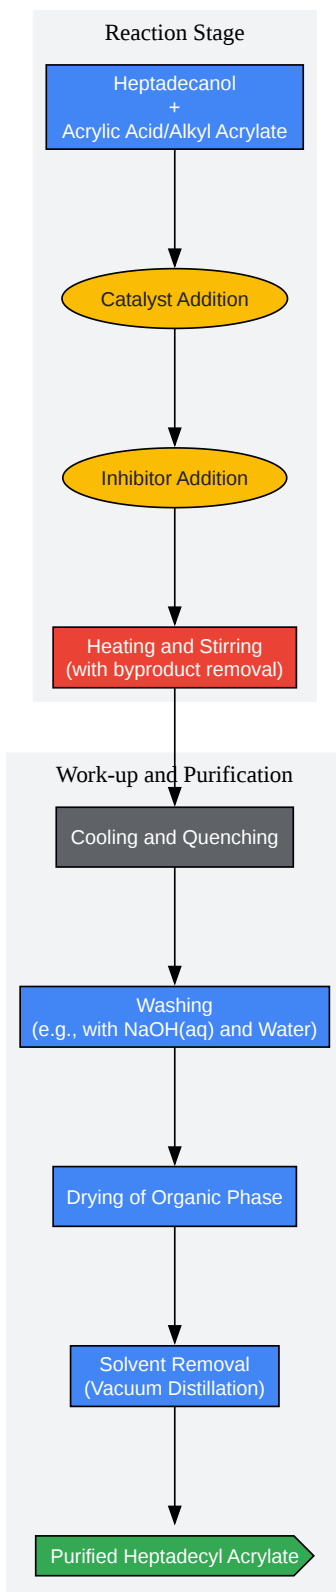 Reaction Stage
Heptadecanol
+
Acrylic Acid/Alkyl Acrylate
Catalyst Addition
Inhibitor Addition
Heating and Stirring
(with byproduct removal)
Work-up and Purification
Cooling and Quenching
Washing
(e.g., with NaOH(aq) and Water)
Drying of Organic Phase
Solvent Removal
(Vacuum Distillation)
Purified Heptadecyl Acrylate